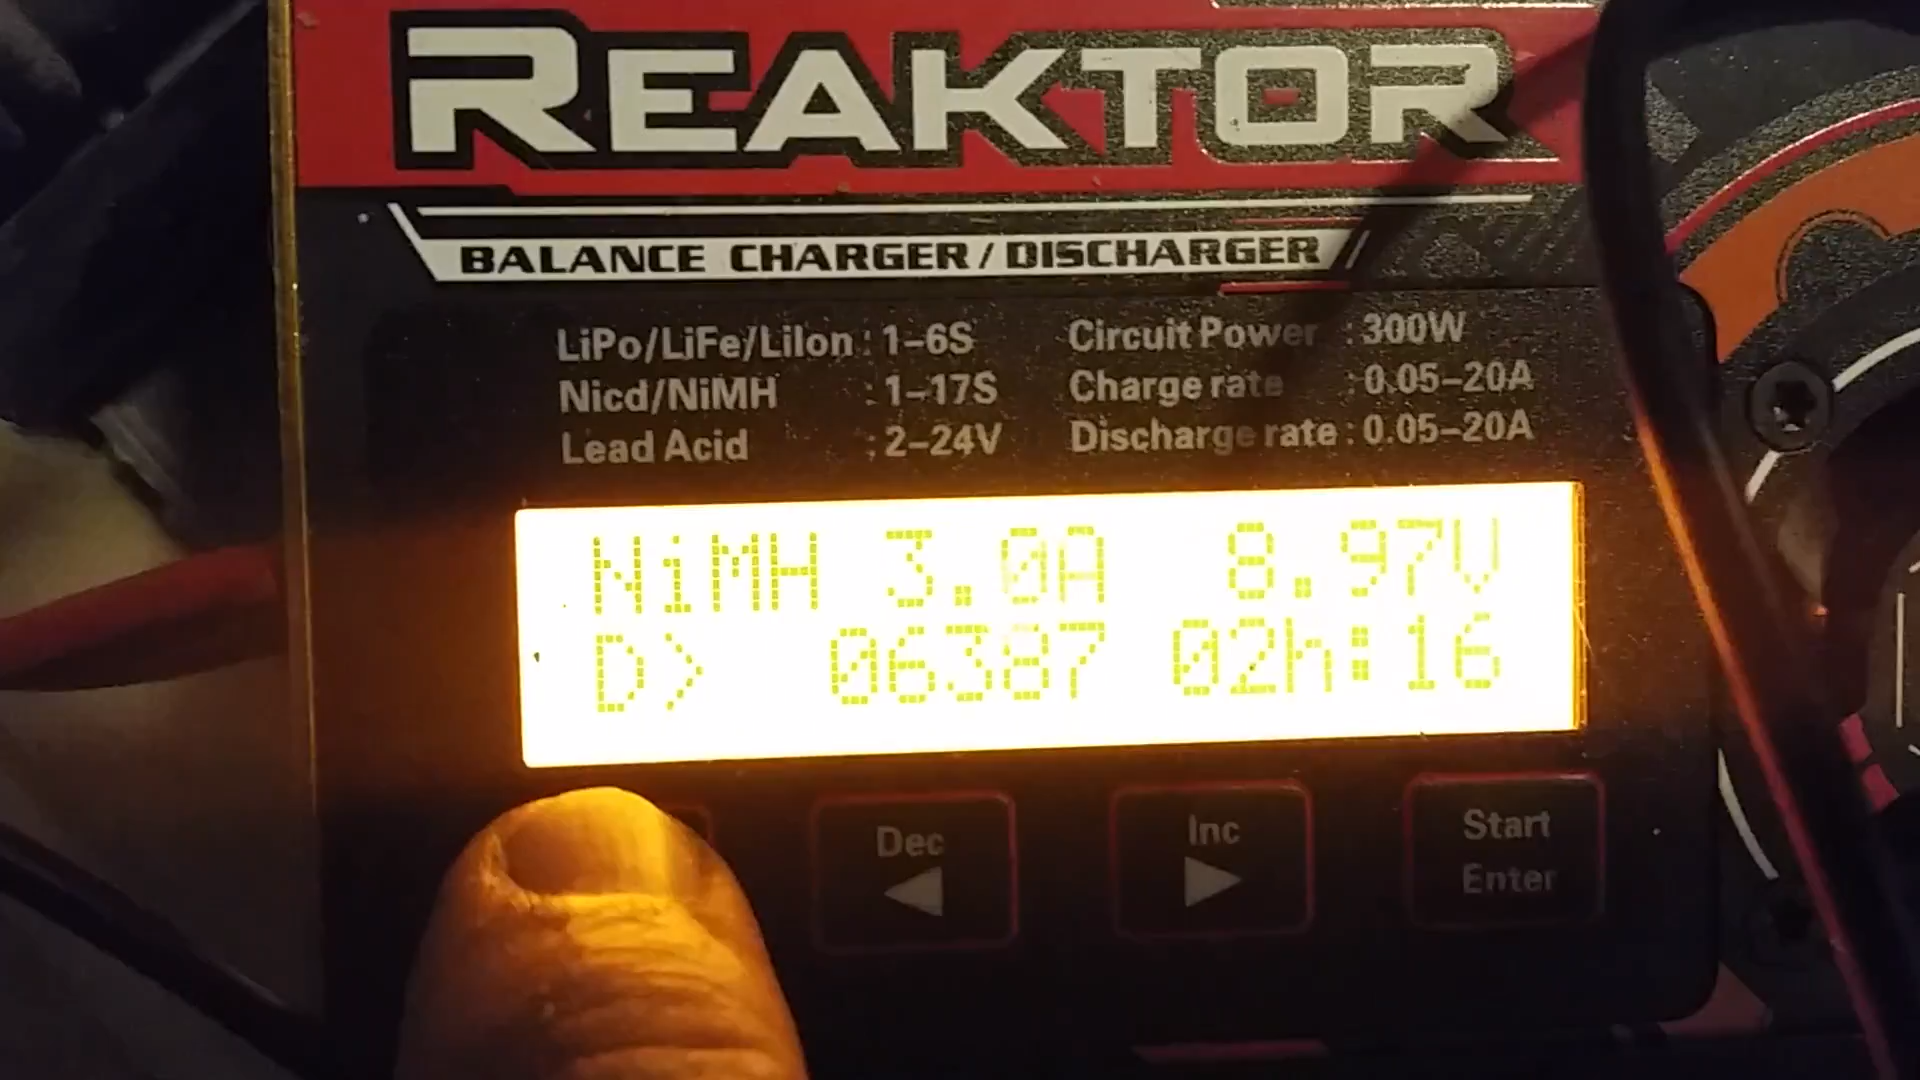 REAKTOR
BALANCE CHARGER/DISCHARGER
LiPo/LiFe/LiIon : 1-6S
Nicd/NiMH : 1-17S
Lead Acid : 2-24V
Circuit Power : 300W
Charge rate : 0.05-20A
Discharge rate : 0.05-20A
NiMH 3.0A 8.97V
D> 06387 02h:16
Dec
Inc
Start
Enter